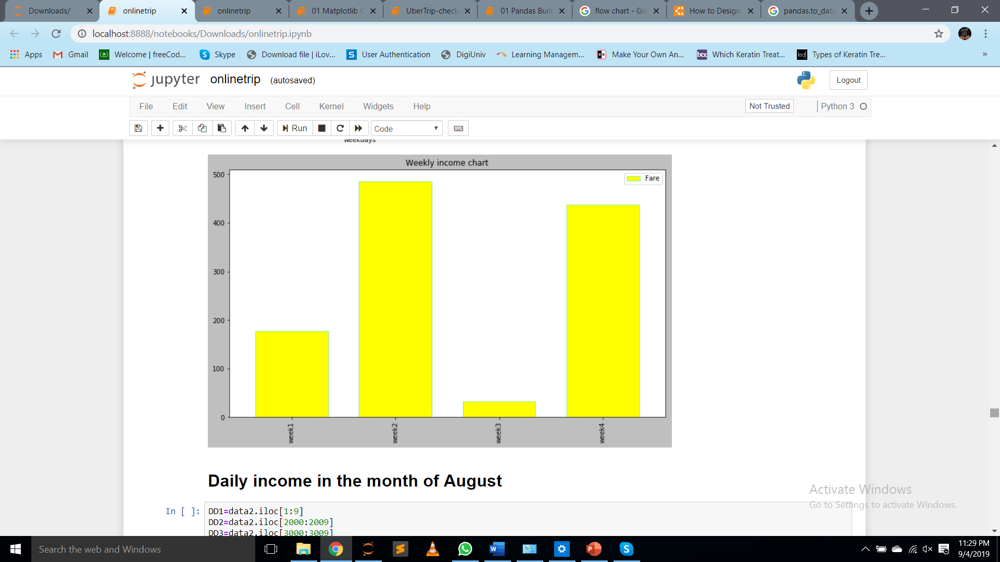 Downloads/
onlinetrip
onlinetrip
01 Matplotlib C
UberTrip-check
01 Pandas Built
flow chart - Go
How to Design
pandas.to_date
localhost:8888/notebooks/Downloads/onlinetrip.ipynb
Apps
Gmail
Welcome | freeCod...
Skype
Download file | iLov...
User Authentication
DigiUniv
Learning Managem...
Make Your Own An...
Which Keratin Treat...
Types of Keratin Tre...
»
jupyter onlinetrip (autosaved)
Logout
File Edit View Insert Cell Kernel Widgets Help
Not Trusted
Python 3
Run
Code
weekdays
Weekly income chart
Fare
500
400
300
200
100
0
week1
week2
week3
week4
Daily income in the month of August
In [ ]:
DD1=data2.iloc[1:9]
DD2=data2.iloc[2000:2009]
DD3=data2.iloc[3000:3009]
Activate Windows
Go to Settings to activate Windows.
Search the web and Windows
11:29 PM
9/4/2019